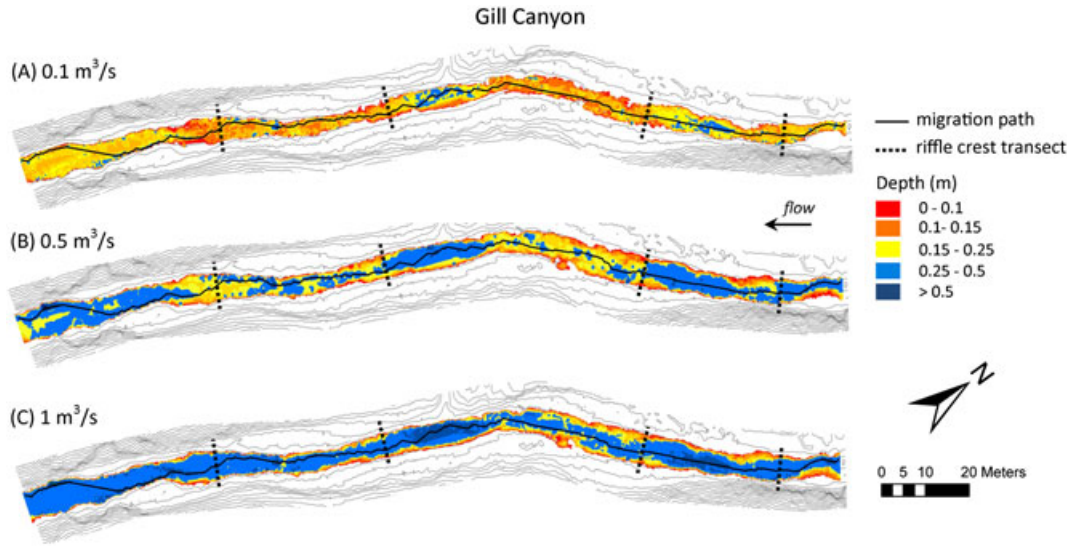 Gill Canyon
(A) 0.1 m³/s
migration path
riffle crest transect
Depth (m)
0 - 0.1
0.1- 0.15
0.15 - 0.25
0.25 - 0.5
> 0.5
flow
(B) 0.5 m³/s
N
(C) 1 m³/s
0 5 10 20 Meters